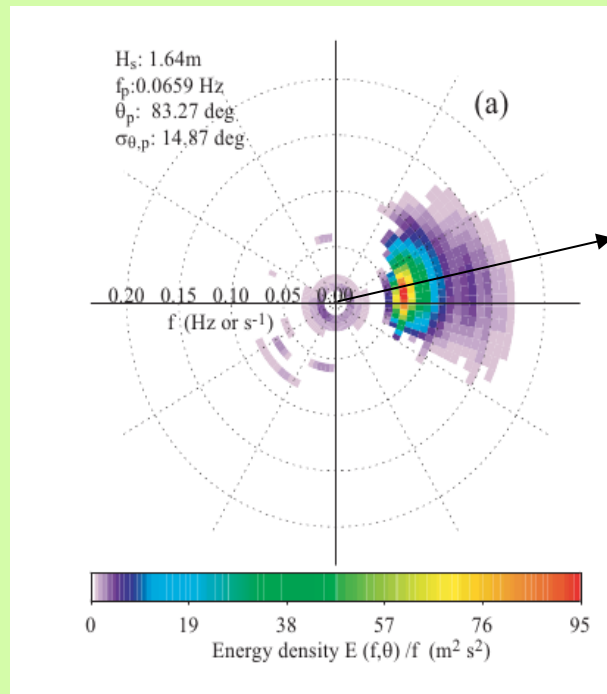 Hs: 1.64m
fp:0.0659 Hz
θp: 83.27 deg
σθ,p: 14.87 deg
(a)
0.20 0.15 0.10 0.05 0.00
f (Hz or s-1)
0 19 38 57 76 95
Energy density E (f,θ) /f (m2 s2)